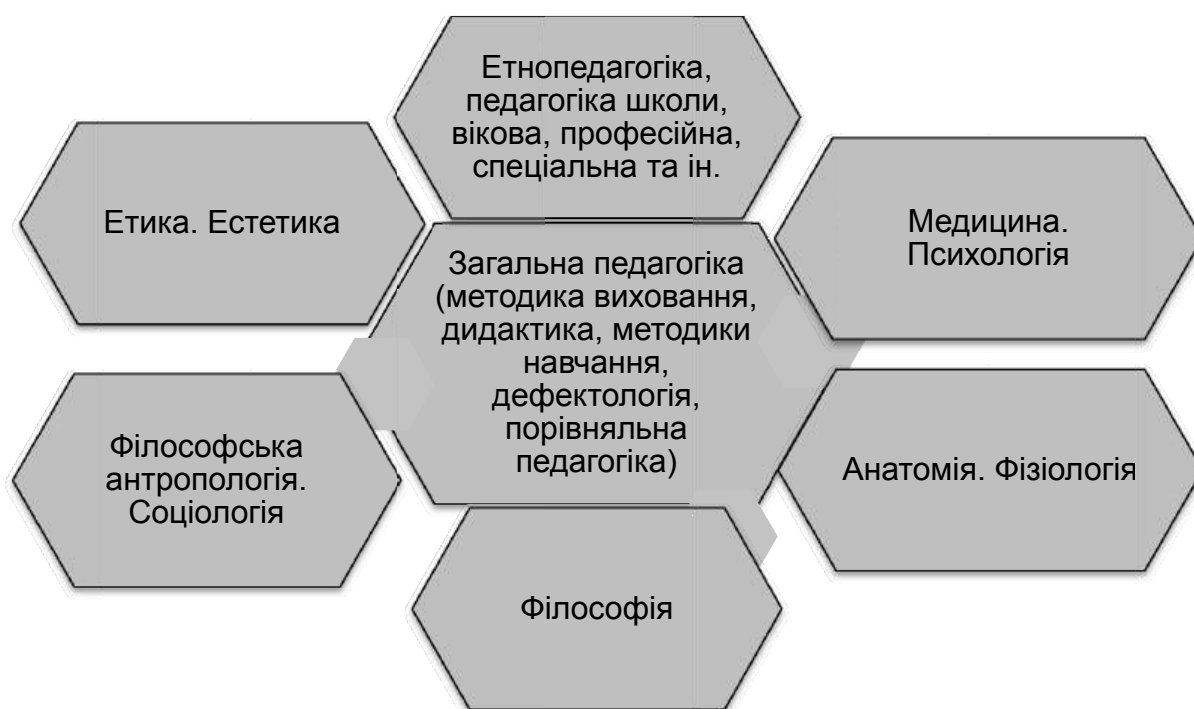 Етнопедагогіка,
педагогіка школи,
вікова, професійна,
спеціальна та ін.
Етика. Естетика
Медицина.
Психологія
Загальна педагогіка
(методика виховання,
дидактика, методики
навчання,
дефектологія,
порівняльна
педагогіка)
Філософська
антропологія.
Соціологія
Анатомія. Фізіологія
Філософія